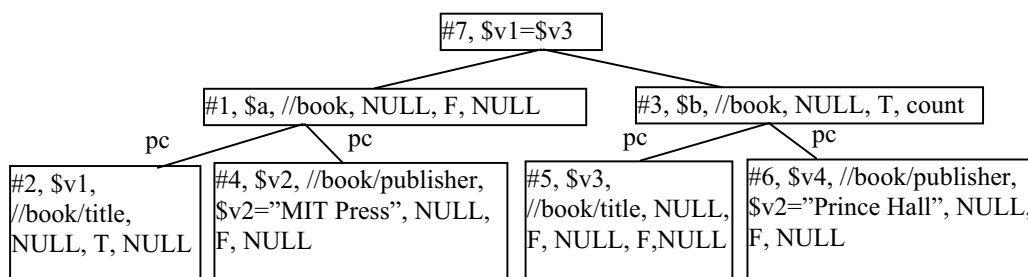 #7, $v1=$v3
#1, $a, //book, NULL, F, NULL
#3, $b, //book, NULL, T, count
pc
pc
pc
pc
#2, $v1,
//book/title,
NULL, T, NULL
#4, $v2, //book/publisher,
$v2=”MIT Press”, NULL,
F, NULL
#5, $v3,
//book/title, NULL,
F, NULL, F,NULL
#6, $v4, //book/publisher,
$v2=”Prince Hall”, NULL,
F, NULL